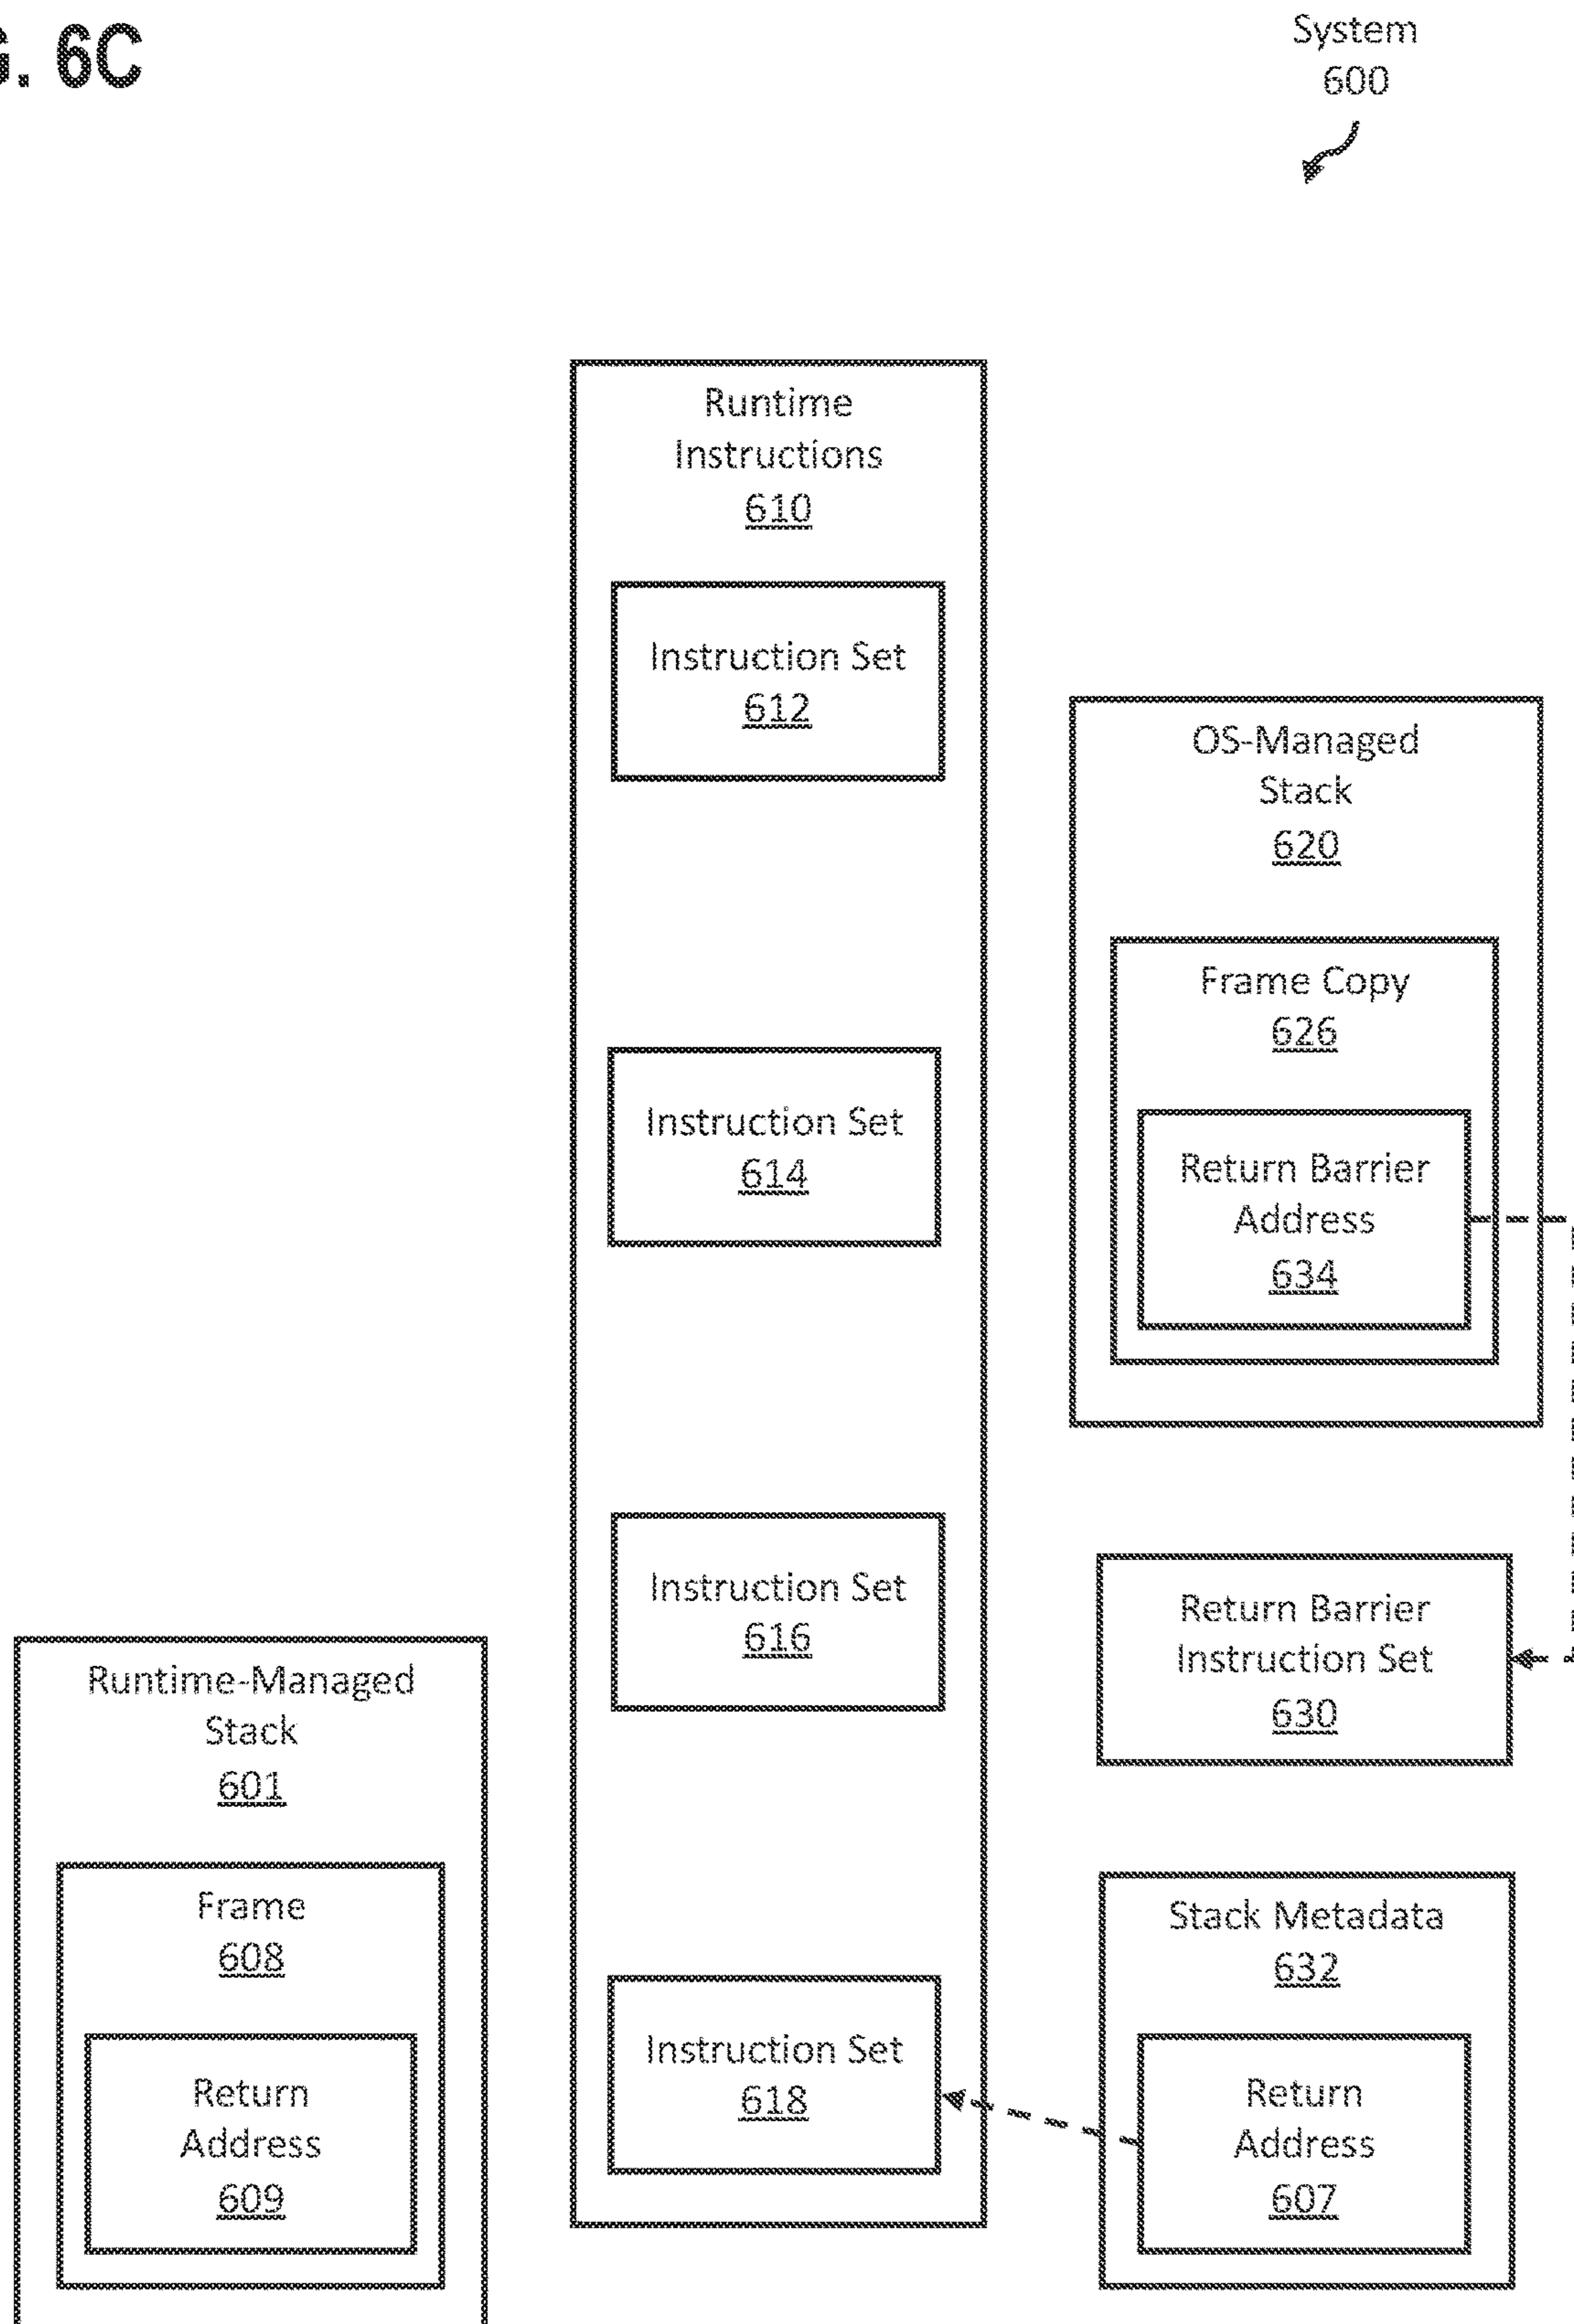 G. 6C
System
600
Runtime
Instructions
610
Instruction Set
612
Instruction Set
614
Instruction Set
616
Instruction Set
618
OS-Managed
Stack
620
Frame Copy
626
Return Barrier
Address
634
Return Barrier
Instruction Set
630
Runtime-Managed
Stack
601
Frame
608
Return
Address
609
Stack Metadata
632
Return
Address
607